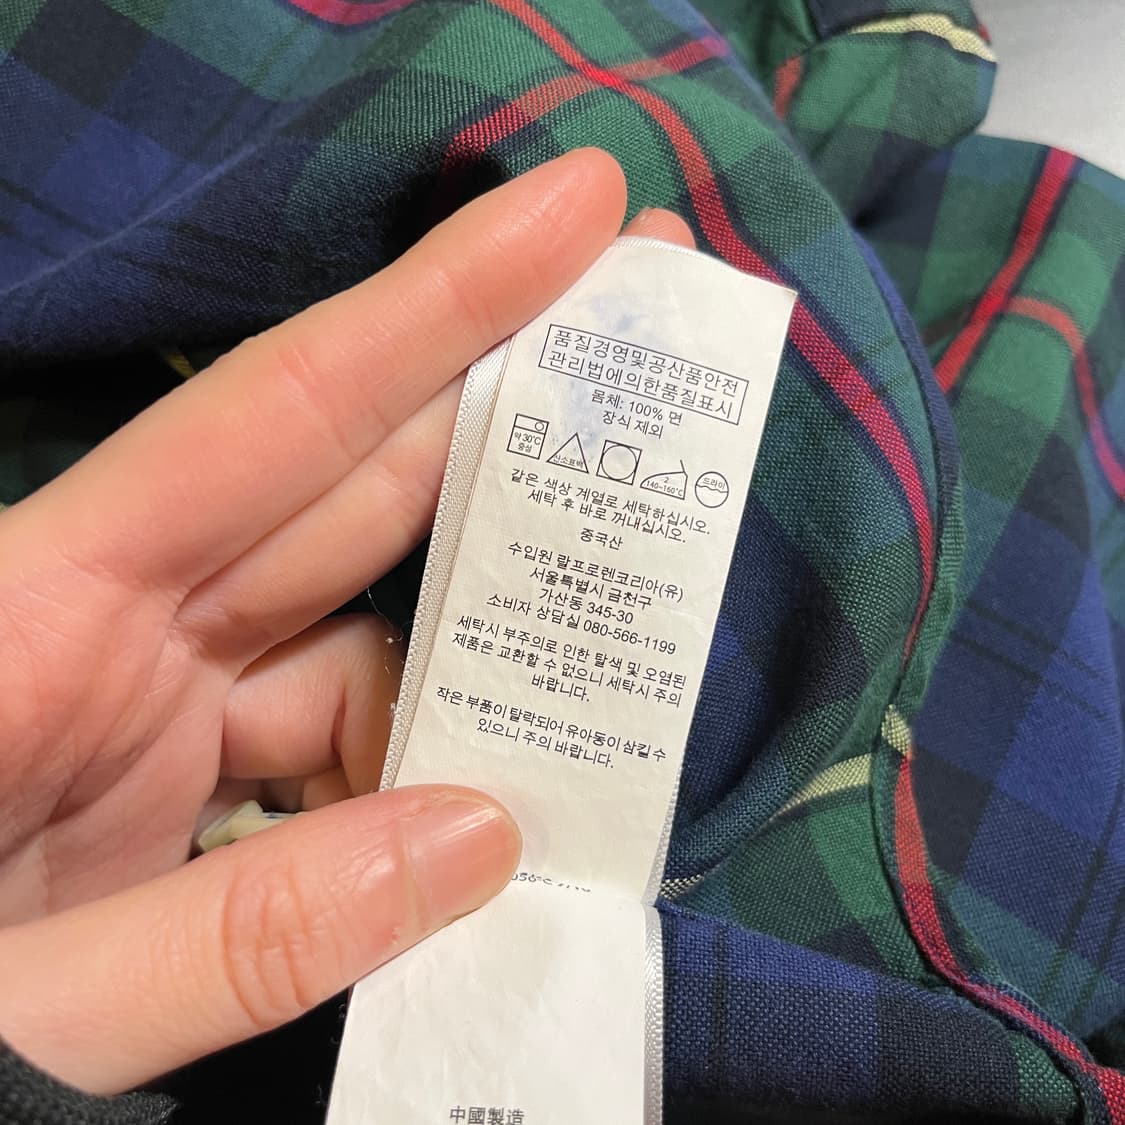 품질경영및공산품안전
관리법에의한품질표시
몸체: 100% 면
장식 제외
약30℃
중성
산소표백
2
140~160℃
드라이
같은 색상 계열로 세탁하십시오.
세탁 후 바로 꺼내십시오.
중국산
수입원 랄프로렌코리아(유)
서울특별시 금천구
가산동 345-30
소비자 상담실 080-566-1199
세탁시 부주의로 인한 탈색 및 오염된
제품은 교환할 수 없으니 세탁시 주의
바랍니다.
작은 부품이 탈락되어 유아동이 삼킬 수
있으니 주의 바랍니다.
中國製造